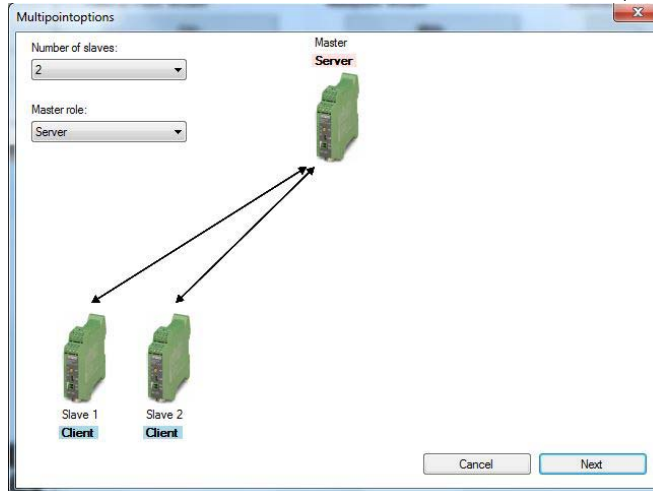 Multipointoptions
Number of slaves:
2
Master role:
Server
Master
Server
Slave 1
Client
Slave 2
Client
Cancel
Next